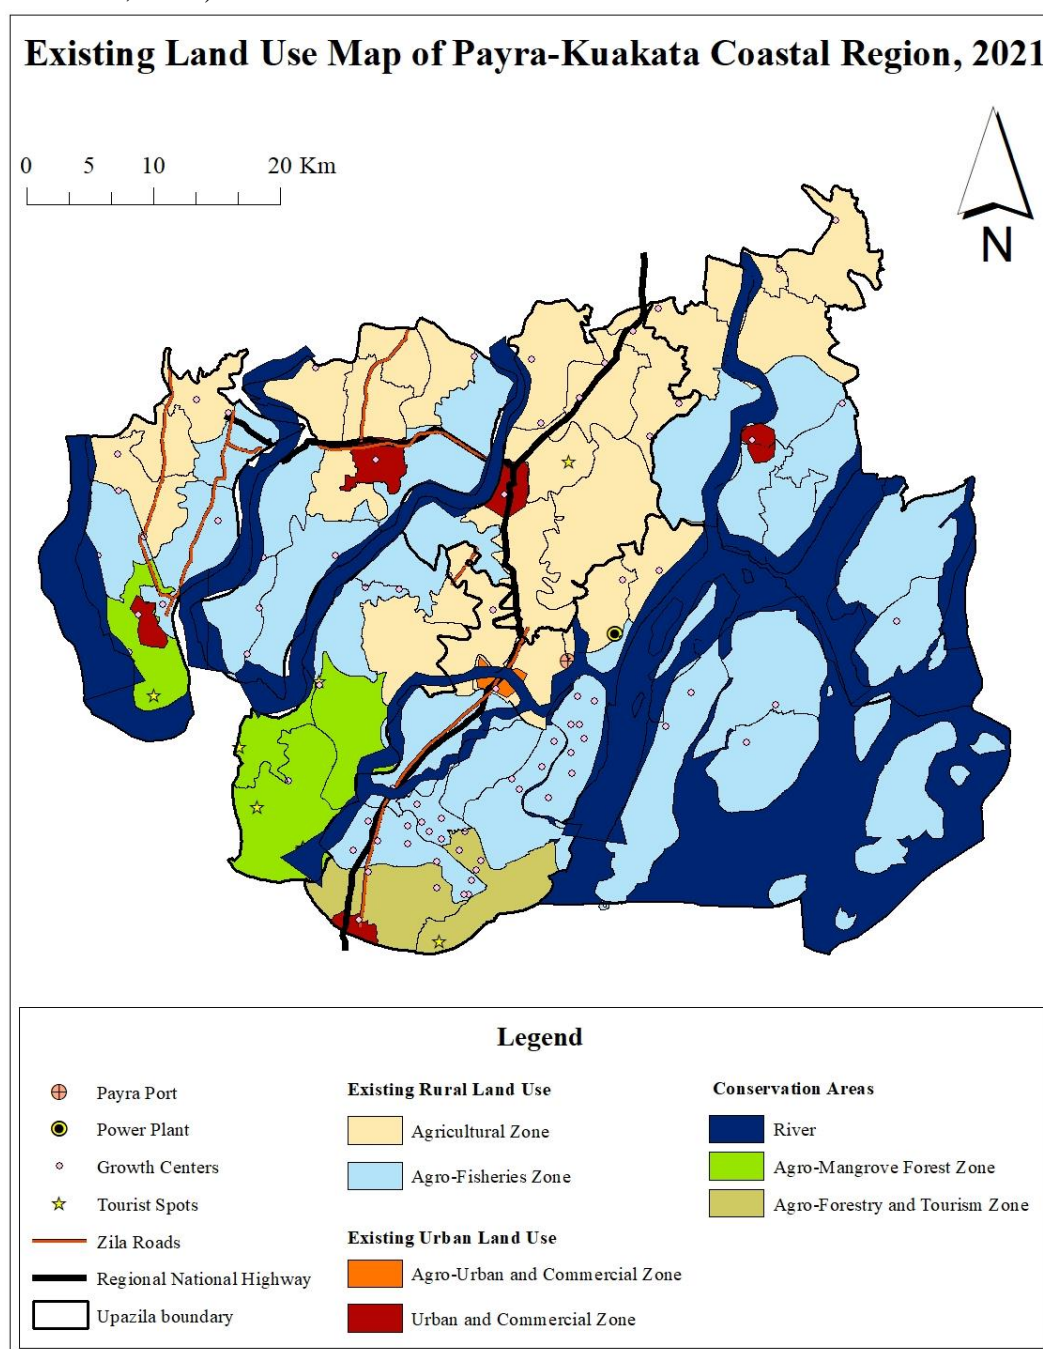 Existing Land Use Map of Payra-Kuakata Coastal Region, 2021
0 5 10 20 Km
N
Legend
Payra Port
Power Plant
Growth Centers
Tourist Spots
Zila Roads
Regional National Highway
Upazila boundary
Existing Rural Land Use
Agricultural Zone
Agro-Fisheries Zone
Existing Urban Land Use
Agro-Urban and Commercial Zone
Urban and Commercial Zone
Conservation Areas
River
Agro-Mangrove Forest Zone
Agro-Forestry and Tourism Zone